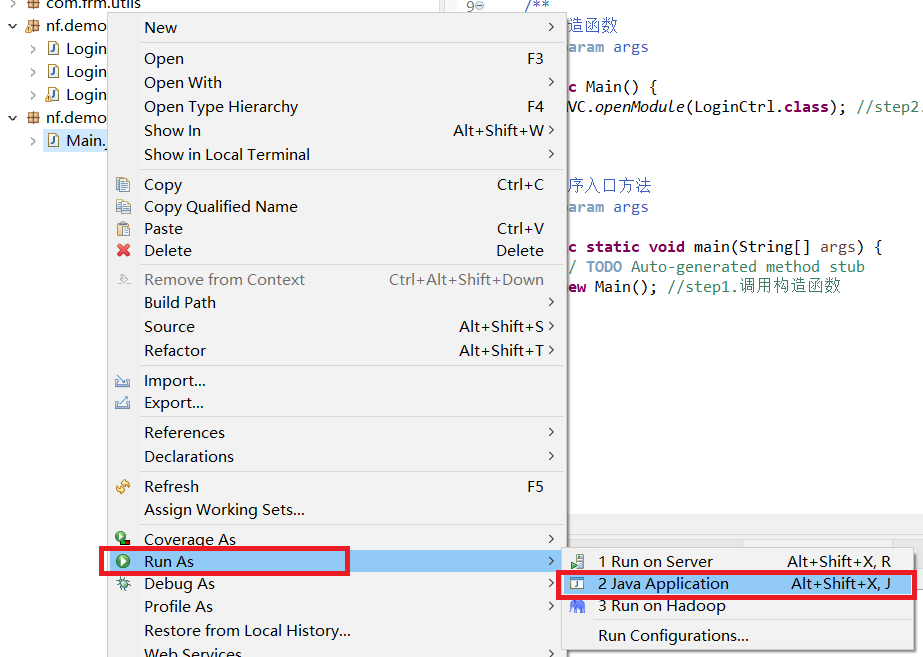 com.frm.utils
nf.demo
Login
Login
Login
nf.demo
Main.
New
Open F3
Open With
Open Type Hierarchy F4
Show In Alt+Shift+W
Show in Local Terminal
Copy Ctrl+C
Copy Qualified Name
Paste Ctrl+V
Delete Delete
Remove from Context Ctrl+Alt+Shift+Down
Build Path
Source Alt+Shift+S
Refactor Alt+Shift+T
Import...
Export...
References
Declarations
Refresh F5
Assign Working Sets...
Coverage As
Run As
Debug As
Profile As
Restore from Local History...
Web Services
1 Run on Server Alt+Shift+X, R
2 Java Application Alt+Shift+X, J
3 Run on Hadoop
Run Configurations...
9 /**
造函数
aram args
c Main() {
VC.openModule(LoginCtrl.class); //step2.
序入口方法
aram args
c static void main(String[] args) {
/ TODO Auto-generated method stub
ew Main(); //step1.调用构造函数